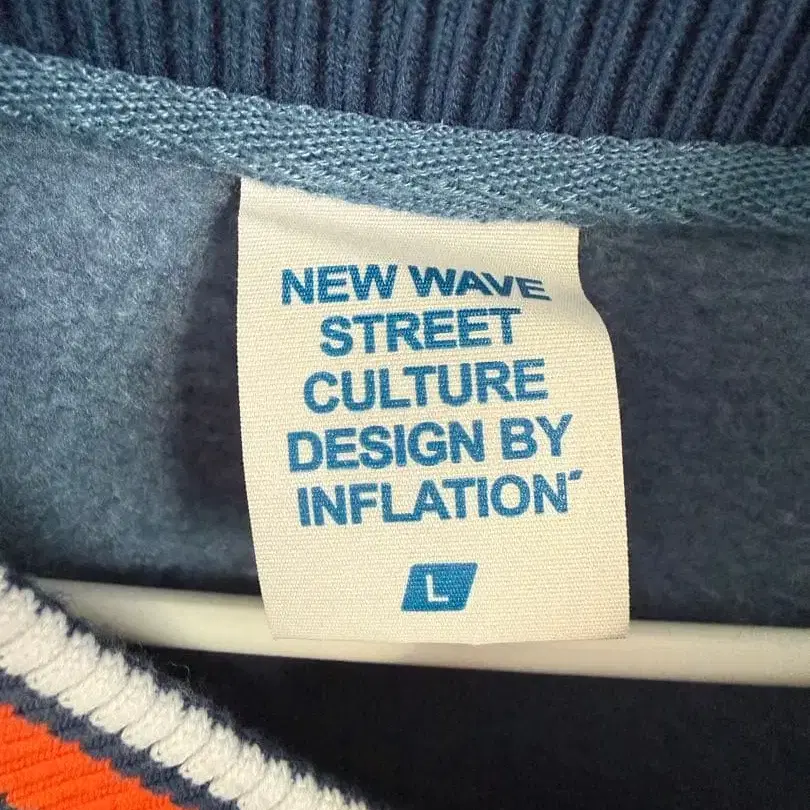 NEW WAVE
STREET
CULTURE
DESIGN BY
INFLATION´
L